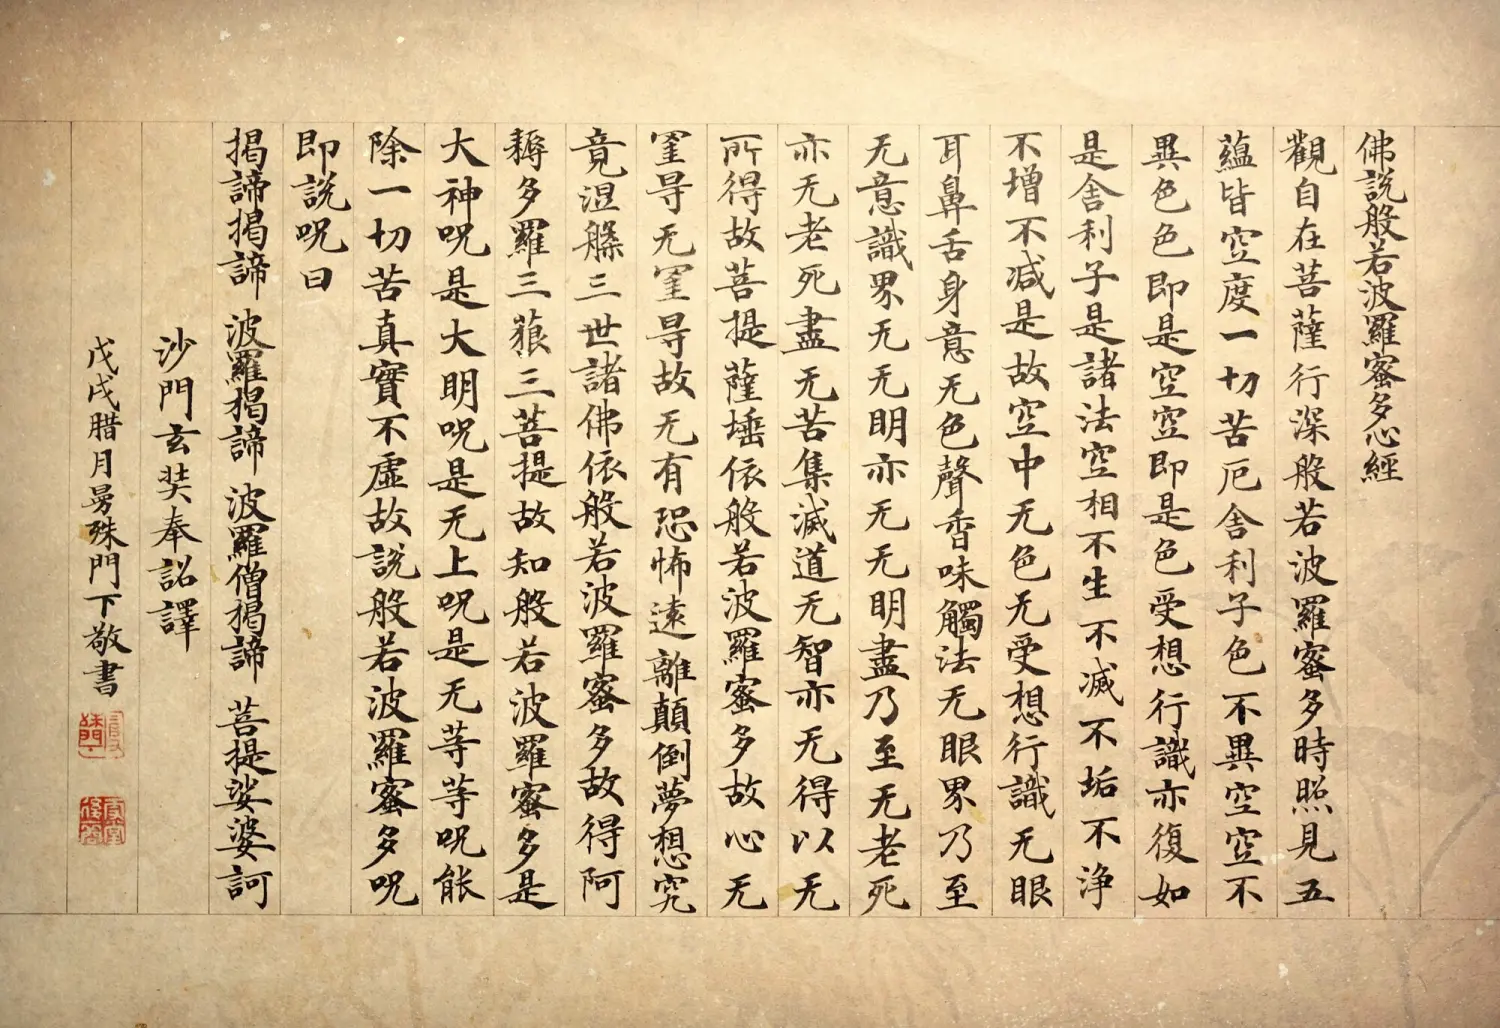 佛說般若波羅蜜多心經
觀自在菩薩行深般若波羅蜜多時照見五
蘊皆空度一切苦厄舍利子色不異空空不
異色色即是空空即是色受想行識亦復如
是舍利子是諸法空相不生不滅不垢不浄
不增不减是故空中无色无受想行識无眼
耳鼻舌身意无色聲香味觸法无眼界乃至
无意識界无无明亦无无明盡乃至无老死
亦无老死盡无苦集滅道无智亦无得以无
所得故菩提薩埵依般若波羅蜜多故心无
罣㝵无罣㝵故无有恐怖遠離顛倒夢想究
竟涅槃三世諸佛依般若波羅蜜多故得阿
耨多羅三藐三菩提故知般若波羅蜜多是
大神呪是大明呪是无上呪是无等等呪能
除一切苦真實不虛故説般若波羅蜜多呪
即說呪曰
揭諦揭諦 波羅揭諦 波羅僧揭諦 菩提娑婆訶
沙門玄奘奉詔譯
戊戌腊月曼殊門下敬書